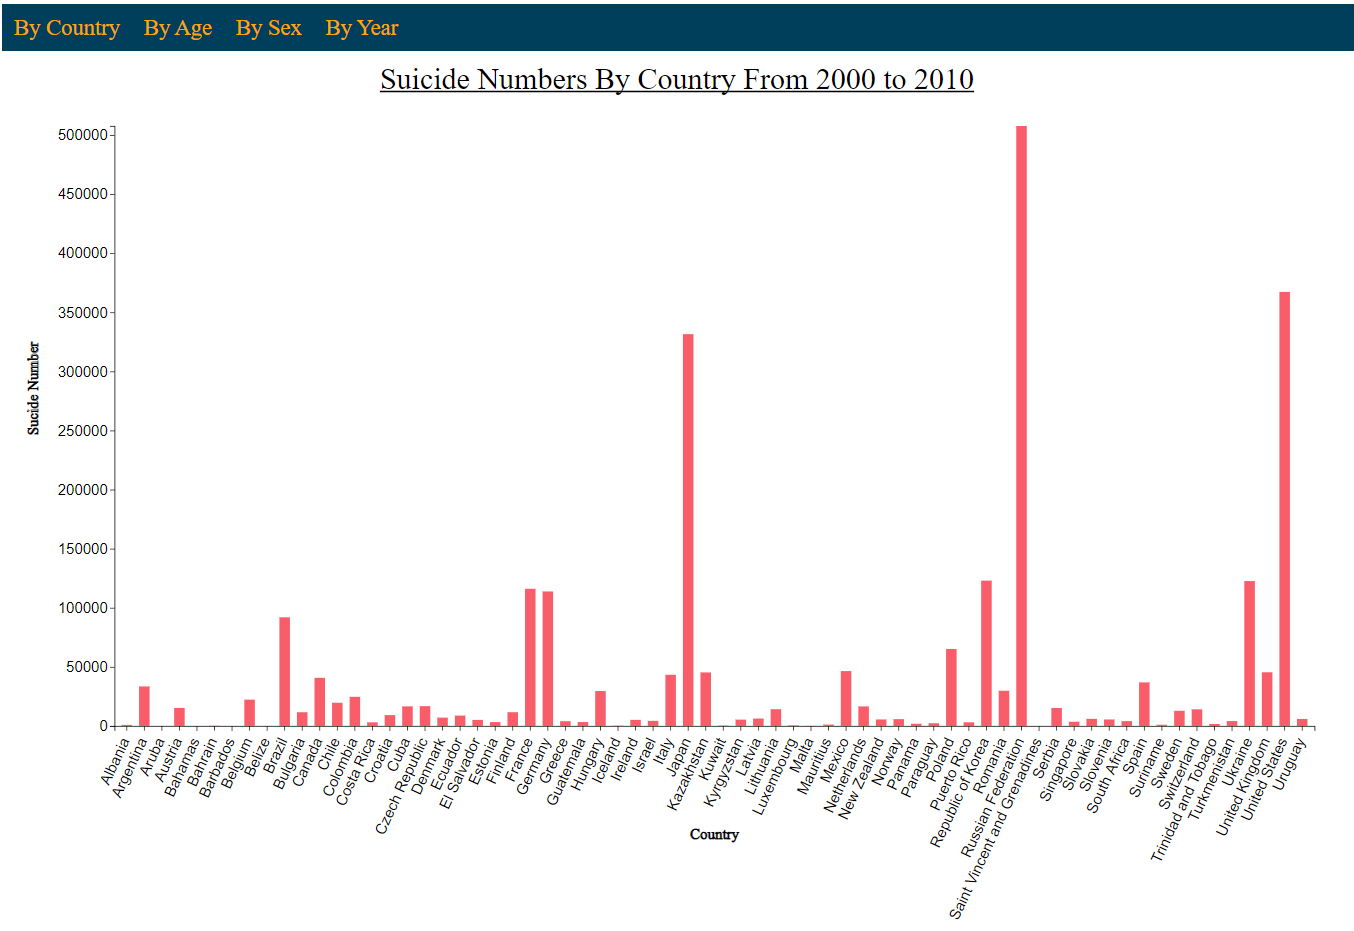 By Country By Age By Sex By Year
Suicide Numbers By Country From 2000 to 2010
500000
450000
400000
350000
300000
250000
200000
150000
100000
50000
0
Sucide Number
Albania
Argentina
Aruba
Austria
Bahamas
Bahrain
Barbados
Belgium
Belize
Brazil
Bulgaria
Canada
Chile
Colombia
Costa Rica
Croatia
Cuba
Czech Republic
Denmark
Ecuador
El Salvador
Estonia
Finland
France
Germany
Greece
Guatemala
Hungary
Iceland
Ireland
Israel
Italy
Japan
Kazakhstan
Kuwait
Kyrgyzstan
Latvia
Lithuania
Luxembourg
Malta
Mauritius
Mexico
Netherlands
New Zealand
Norway
Panama
Paraguay
Poland
Puerto Rico
Republic of Korea
Romania
Russian Federation
Saint Vincent and Grenadines
Serbia
Singapore
Slovakia
Slovenia
South Africa
Spain
Suriname
Sweden
Switzerland
Trinidad and Tobago
Turkmenistan
Ukraine
United Kingdom
United States
Uruguay
Country